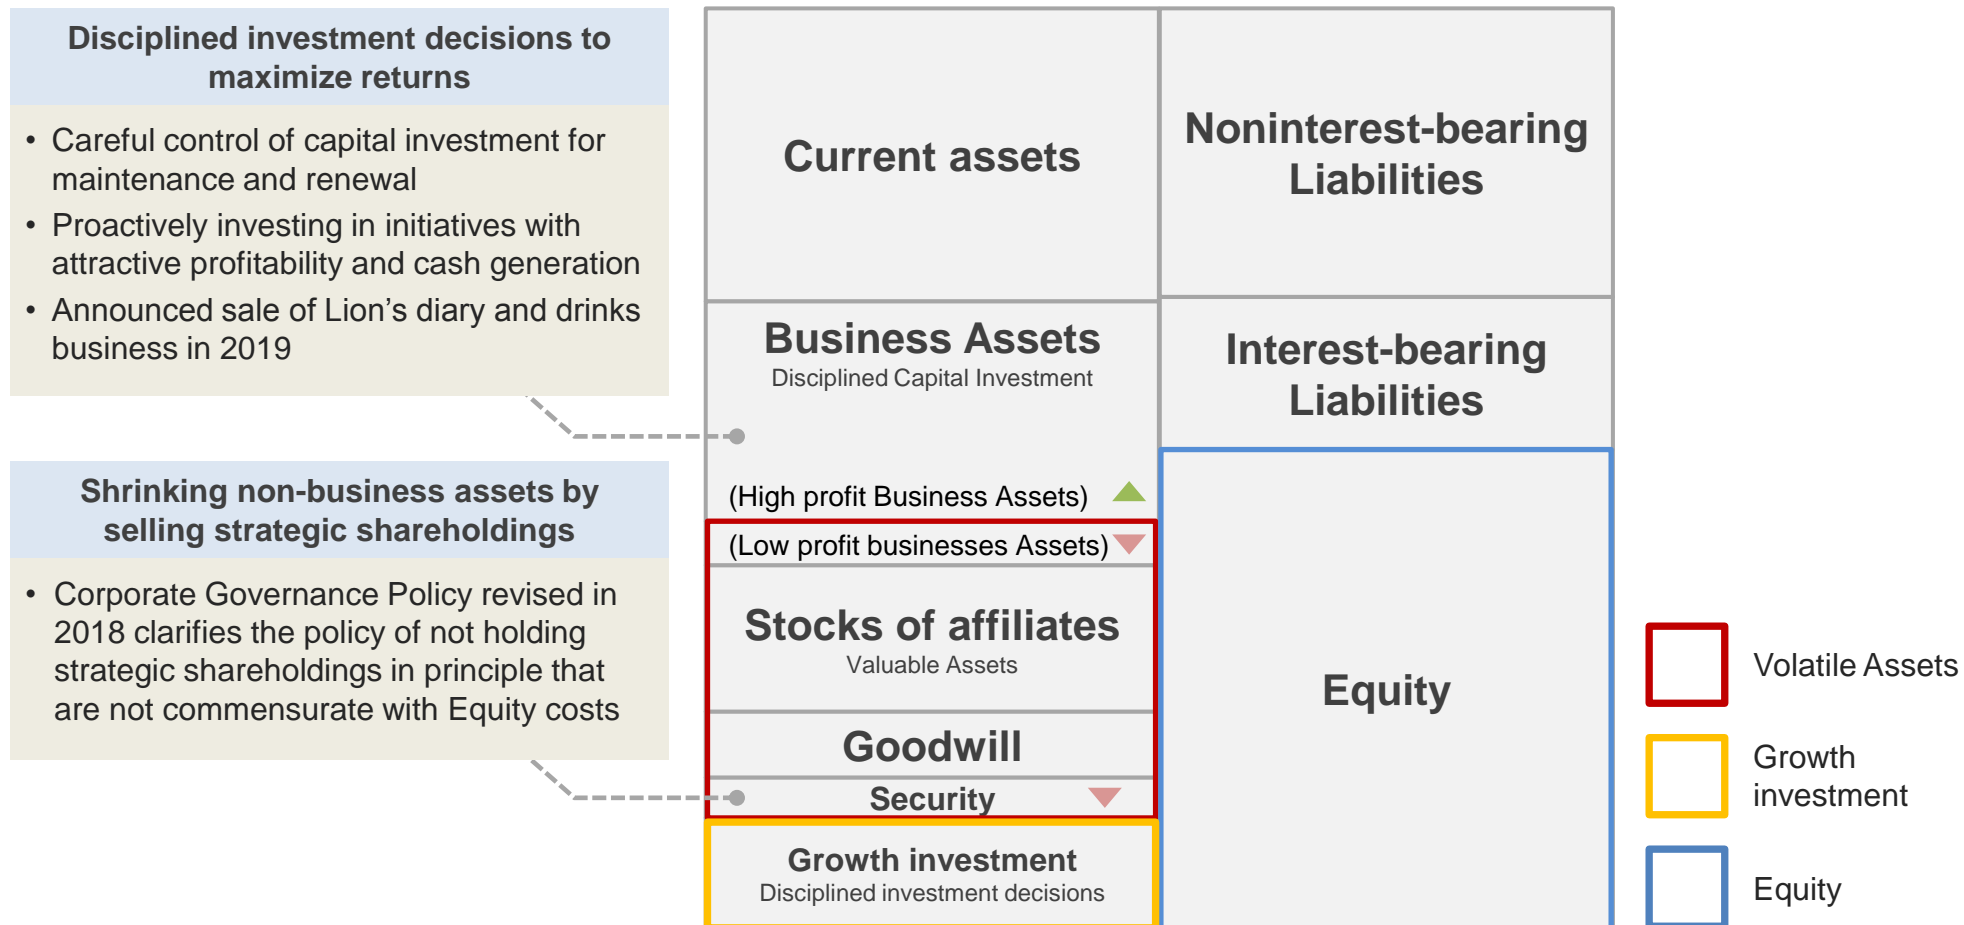 Disciplined investment decisions to
maximize returns
• Careful control of capital investment for
maintenance and renewal
• Proactively investing in initiatives with
attractive profitability and cash generation
• Announced sale of Lion’s diary and drinks
business in 2019
Shrinking non-business assets by
selling strategic shareholdings
• Corporate Governance Policy revised in
2018 clarifies the policy of not holding
strategic shareholdings in principle that
are not commensurate with Equity costs
Current assets
Business Assets
Disciplined Capital Investment
(High profit Business Assets)
(Low profit businesses Assets)
Stocks of affiliates
Valuable Assets
Goodwill
Security
Growth investment
Disciplined investment decisions
Noninterest-bearing
Liabilities
Interest-bearing
Liabilities
Equity
Volatile Assets
Growth
investment
Equity